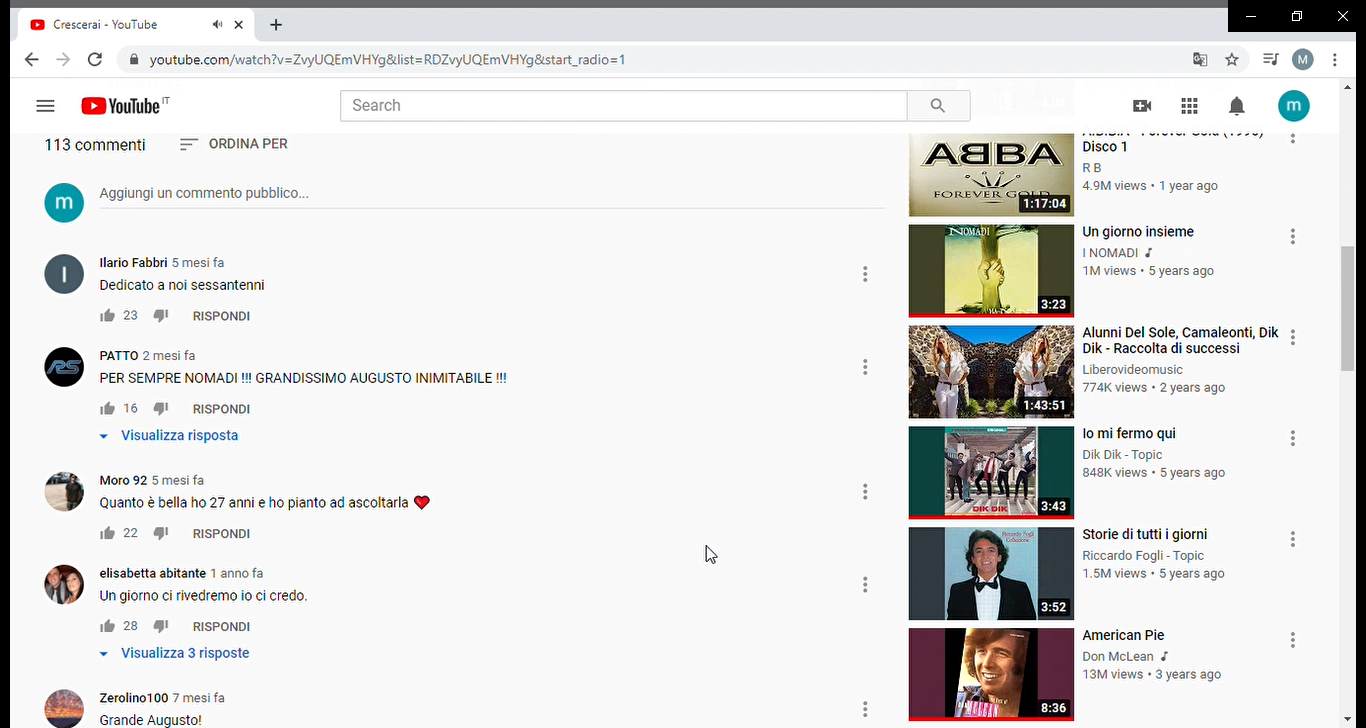 Crescerai - YouTube
youtube.com/watch?v=ZvyUQEmVHYg&list=RDZvyUQEmVHYg&start_radio=1
M
YouTube IT
Search
m
113 commenti
ORDINA PER
m
Aggiungi un commento pubblico...
I
Ilario Fabbri 5 mesi fa
Dedicato a noi sessantenni
23 RISPONDI
PATTO 2 mesi fa
PER SEMPRE NOMADI !!! GRANDISSIMO AUGUSTO INIMITABILE !!!
16 RISPONDI
Visualizza risposta
Moro 92 5 mesi fa
Quanto è bella ho 27 anni e ho pianto ad ascoltarla ❤
22 RISPONDI
elisabetta abitante 1 anno fa
Un giorno ci rivedremo io ci credo.
28 RISPONDI
Visualizza 3 risposte
Zerolino100 7 mesi fa
Grande Augusto!
ABBA
FOREVER GOLD
1:17:04
Disco 1
R B
4.9M views • 1 year ago
I NOMADI
3:23
Un giorno insieme
I NOMADI ♪
1M views • 5 years ago
1:43:51
Alunni Del Sole, Camaleonti, Dik
Dik - Raccolta di successi
Liberovideomusic
774K views • 2 years ago
DIK DIK
3:43
Io mi fermo qui
Dik Dik - Topic
848K views • 5 years ago
Riccardo Fogli
Collezione
3:52
Storie di tutti i giorni
Riccardo Fogli - Topic
1.5M views • 5 years ago
8:36
American Pie
Don McLean ♪
13M views • 3 years ago